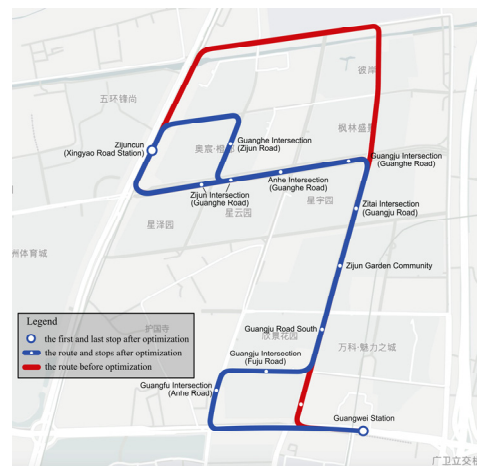 彼岸
五环锋尚
枫林盛景
Zijuncun
(Xingyao Road Station)
Guanghe Intersection
(Zijun Road)
Guangju Intersection
(Guanghe Road)
Anhe Intersection
(Guanghe Road)
Zijun Intersection
(Guanghe Road)
星云园
星宇园
星泽园
Zitai Intersection
(Guangju Road)
洲体育城
Zijun Garden Community
Legend
the first and last stop after optimization
the route and stops after optimization
the route before optimization
护国寺
Guangju Road South
欣景花园
万科·魅力之城
Guangju Intersection
(Fuju Road)
Guangfu Intersection
(Anhe Road)
Guangwei Station
广卫立交桥